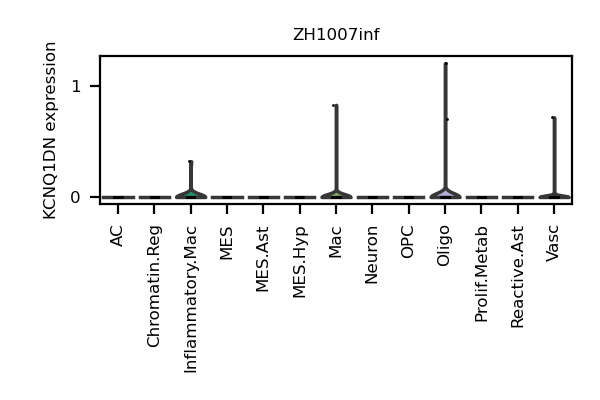 ZH1007inf
KCNQ1DN expression
1
0
AC
Chromatin.Reg
Inflammatory.Mac
MES
MES.Ast
MES.Hyp
Mac
Neuron
OPC
Oligo
Prolif.Metab
Reactive.Ast
Vasc